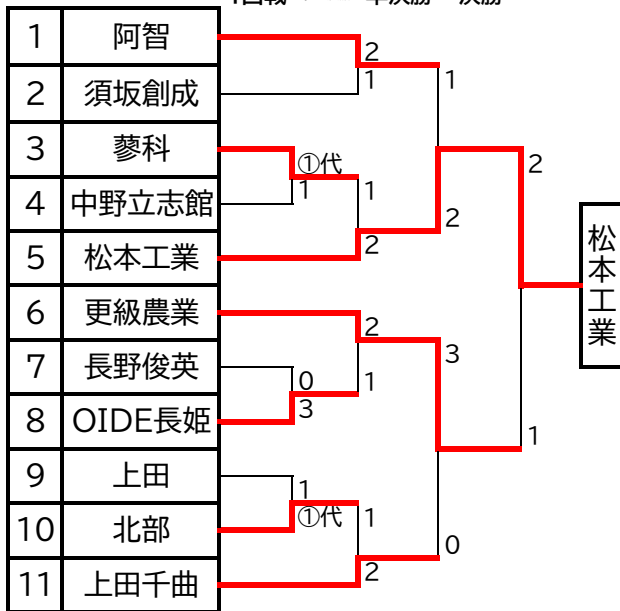 1 阿智
2 須坂創成
3 蓼科
4 中野立志館
5 松本工業
6 更級農業
7 長野俊英
8 OIDE長姫
9 上田
10 北部
11 上田千曲
2
1
①代
1
1
2
1
2
2
0
3
2
1
3
1
①代
1
2
0
1
松本工業